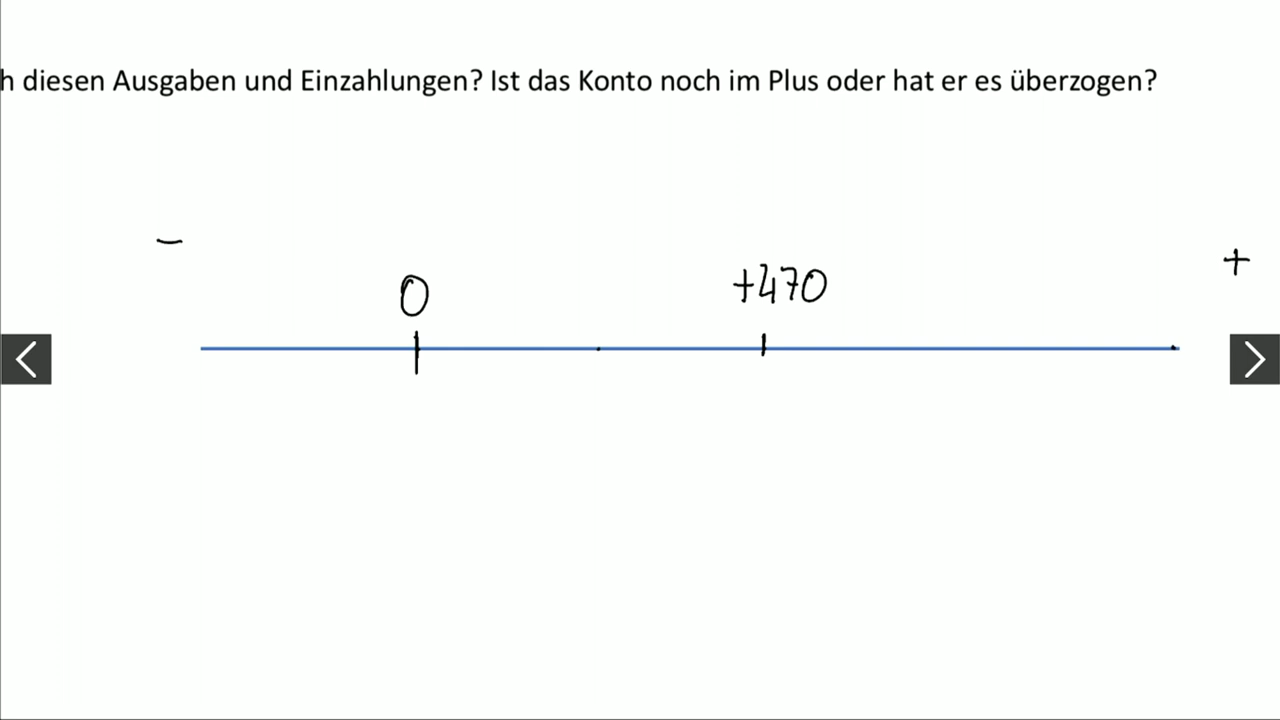 h diesen Ausgaben und Einzahlungen? Ist das Konto noch im Plus oder hat er es überzogen?
−
+
0
+470